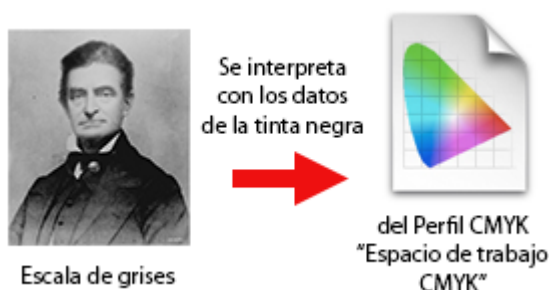 Se interpreta
con los datos
de la tinta negra
Escala de grises
del Perfil CMYK
"Espacio de trabajo
CMYK"